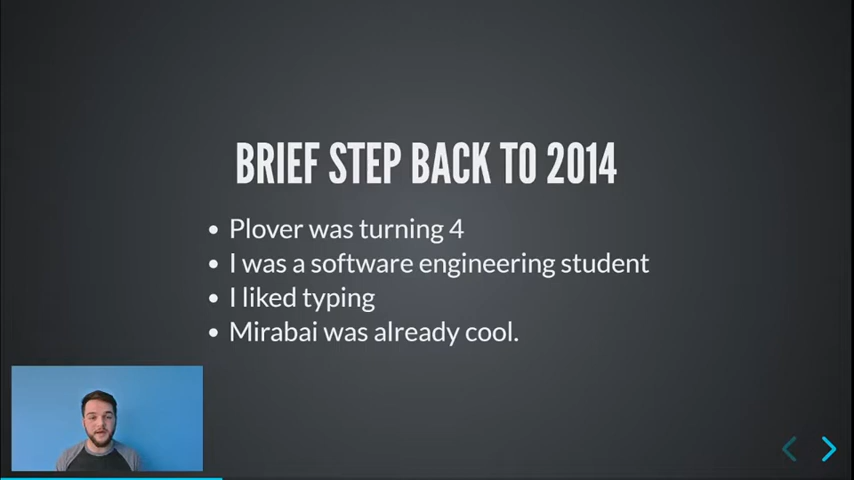 BRIEF STEP BACK TO 2014
Plover was turning 4
I was a software engineering student
I liked typing
Mirabai was already cool.